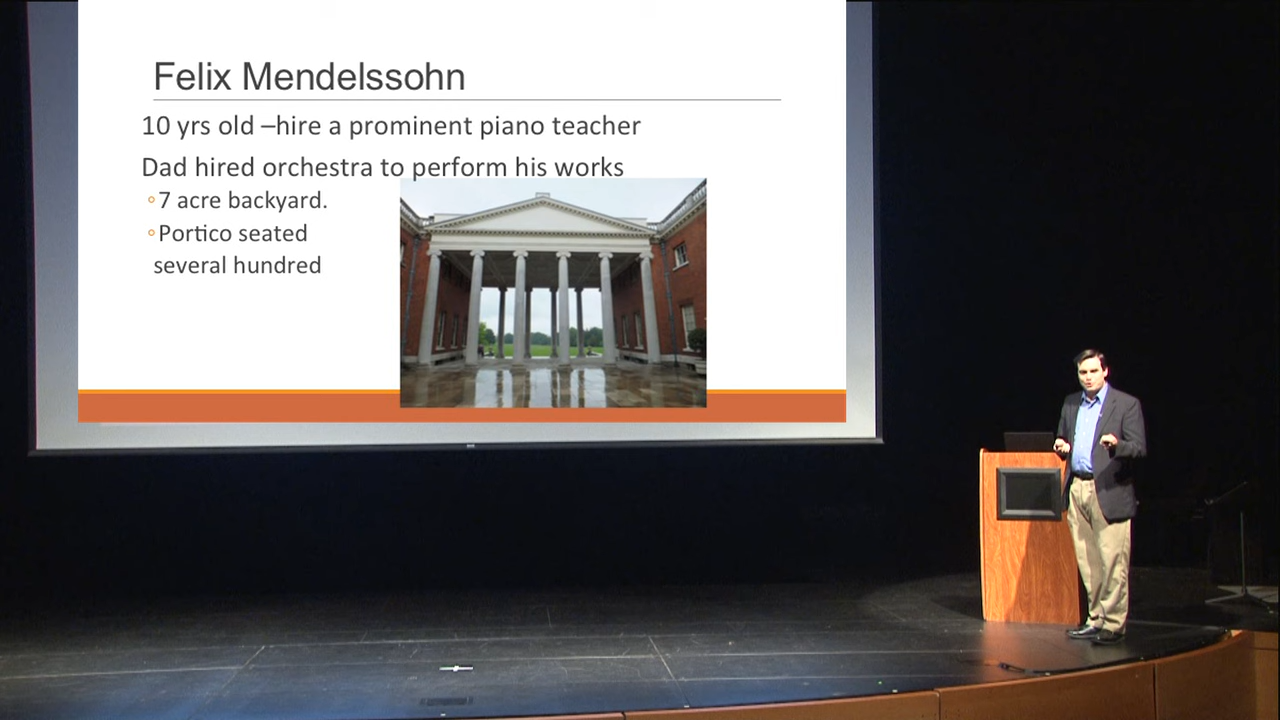 Felix Mendelssohn
10 yrs old –hire a prominent piano teacher
Dad hired orchestra to perform his works
◦7 acre backyard.
◦Portico seated
several hundred